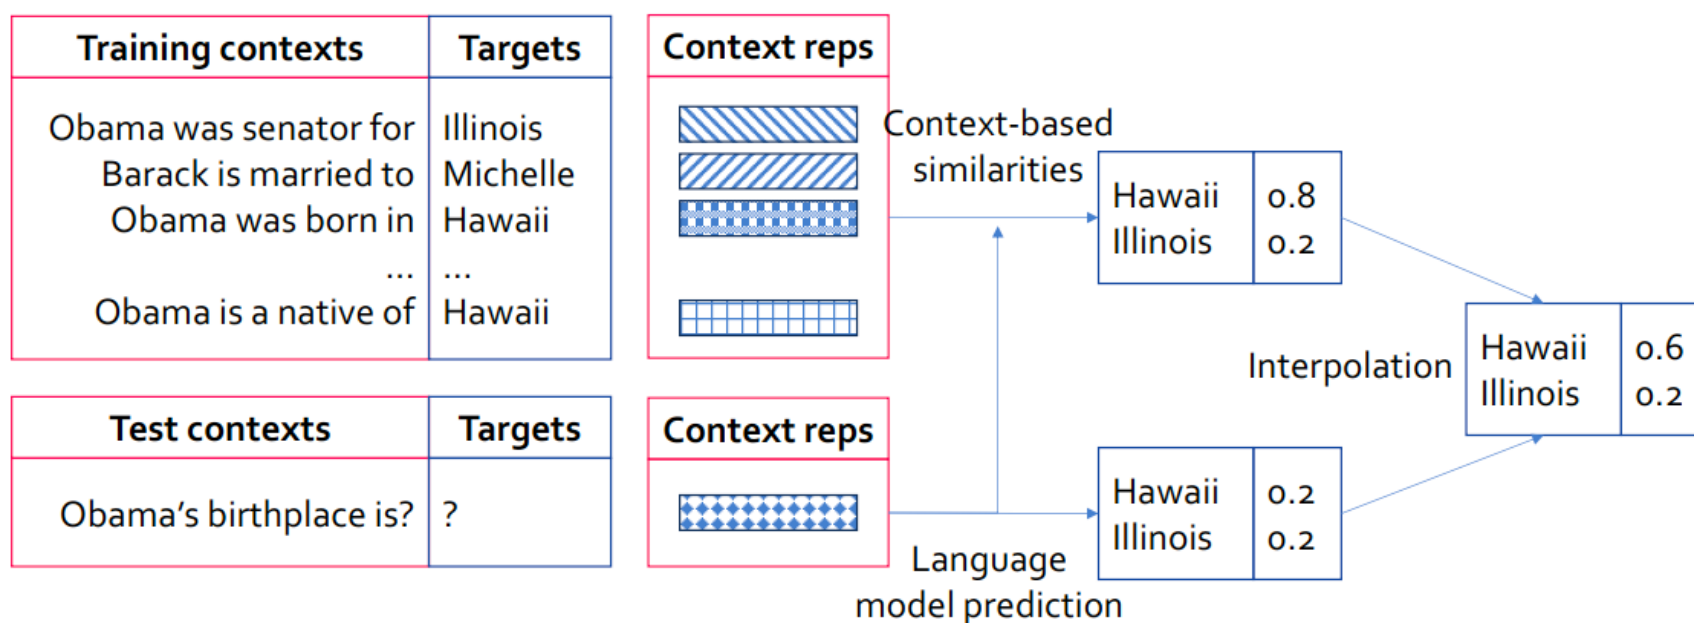 Training contexts Targets
Obama was senator for Illinois
Barack is married to Michelle
Obama was born in Hawaii
... ...
Obama is a native of Hawaii
Context reps
Context-based
similarities
Hawaii 0.8
Illinois 0.2
Interpolation
Hawaii 0.6
Illinois 0.2
Test contexts Targets
Obama's birthplace is? ?
Context reps
Language
model prediction
Hawaii 0.2
Illinois 0.2